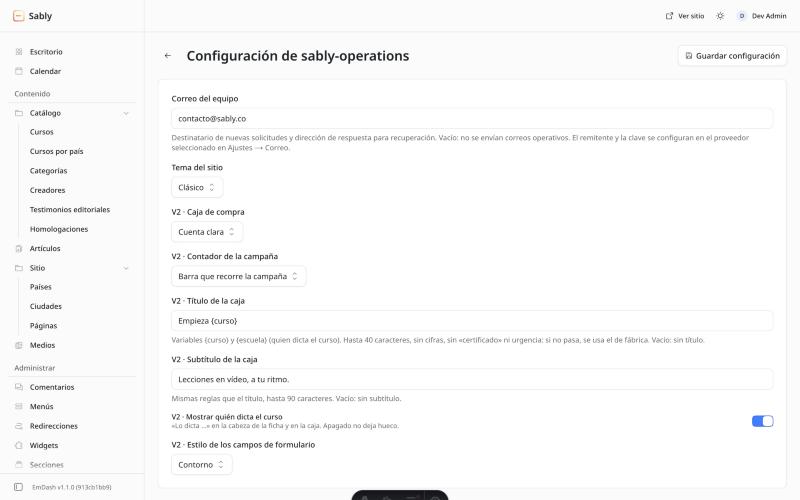 Sably
Ver sitio
D
Dev Admin
Escritorio
Calendar
Contenido
Catálogo
Cursos
Cursos por país
Categorías
Creadores
Testimonios editoriales
Homologaciones
Artículos
Sitio
Países
Ciudades
Páginas
Medios
Administrar
Comentarios
Menús
Redirecciones
Widgets
Secciones
EmDash v1.1.0 (913cb1bb9)
Configuración de sably-operations
Guardar configuración
Correo del equipo
contacto@sably.co
Destinatario de nuevas solicitudes y dirección de respuesta para recuperación. Vacío: no se envían correos operativos. El remitente y la clave se configuran en el proveedor
seleccionado en Ajustes → Correo.
Tema del sitio
Clásico
V2 · Caja de compra
Cuenta clara
V2 · Contador de la campaña
Barra que recorre la campaña
V2 · Título de la caja
Empieza {curso}
Variables {curso} y {escuela} (quien dicta el curso). Hasta 40 caracteres, sin cifras, sin «certificado» ni urgencia: si no pasa, se usa el de fábrica. Vacío: sin título.
V2 · Subtítulo de la caja
Lecciones en vídeo, a tu ritmo.
Mismas reglas que el título, hasta 90 caracteres. Vacío: sin subtítulo.
V2 · Mostrar quién dicta el curso
«Lo dicta …» en la cabeza de la ficha y en la caja. Apagado no deja hueco.
V2 · Estilo de los campos de formulario
Contorno